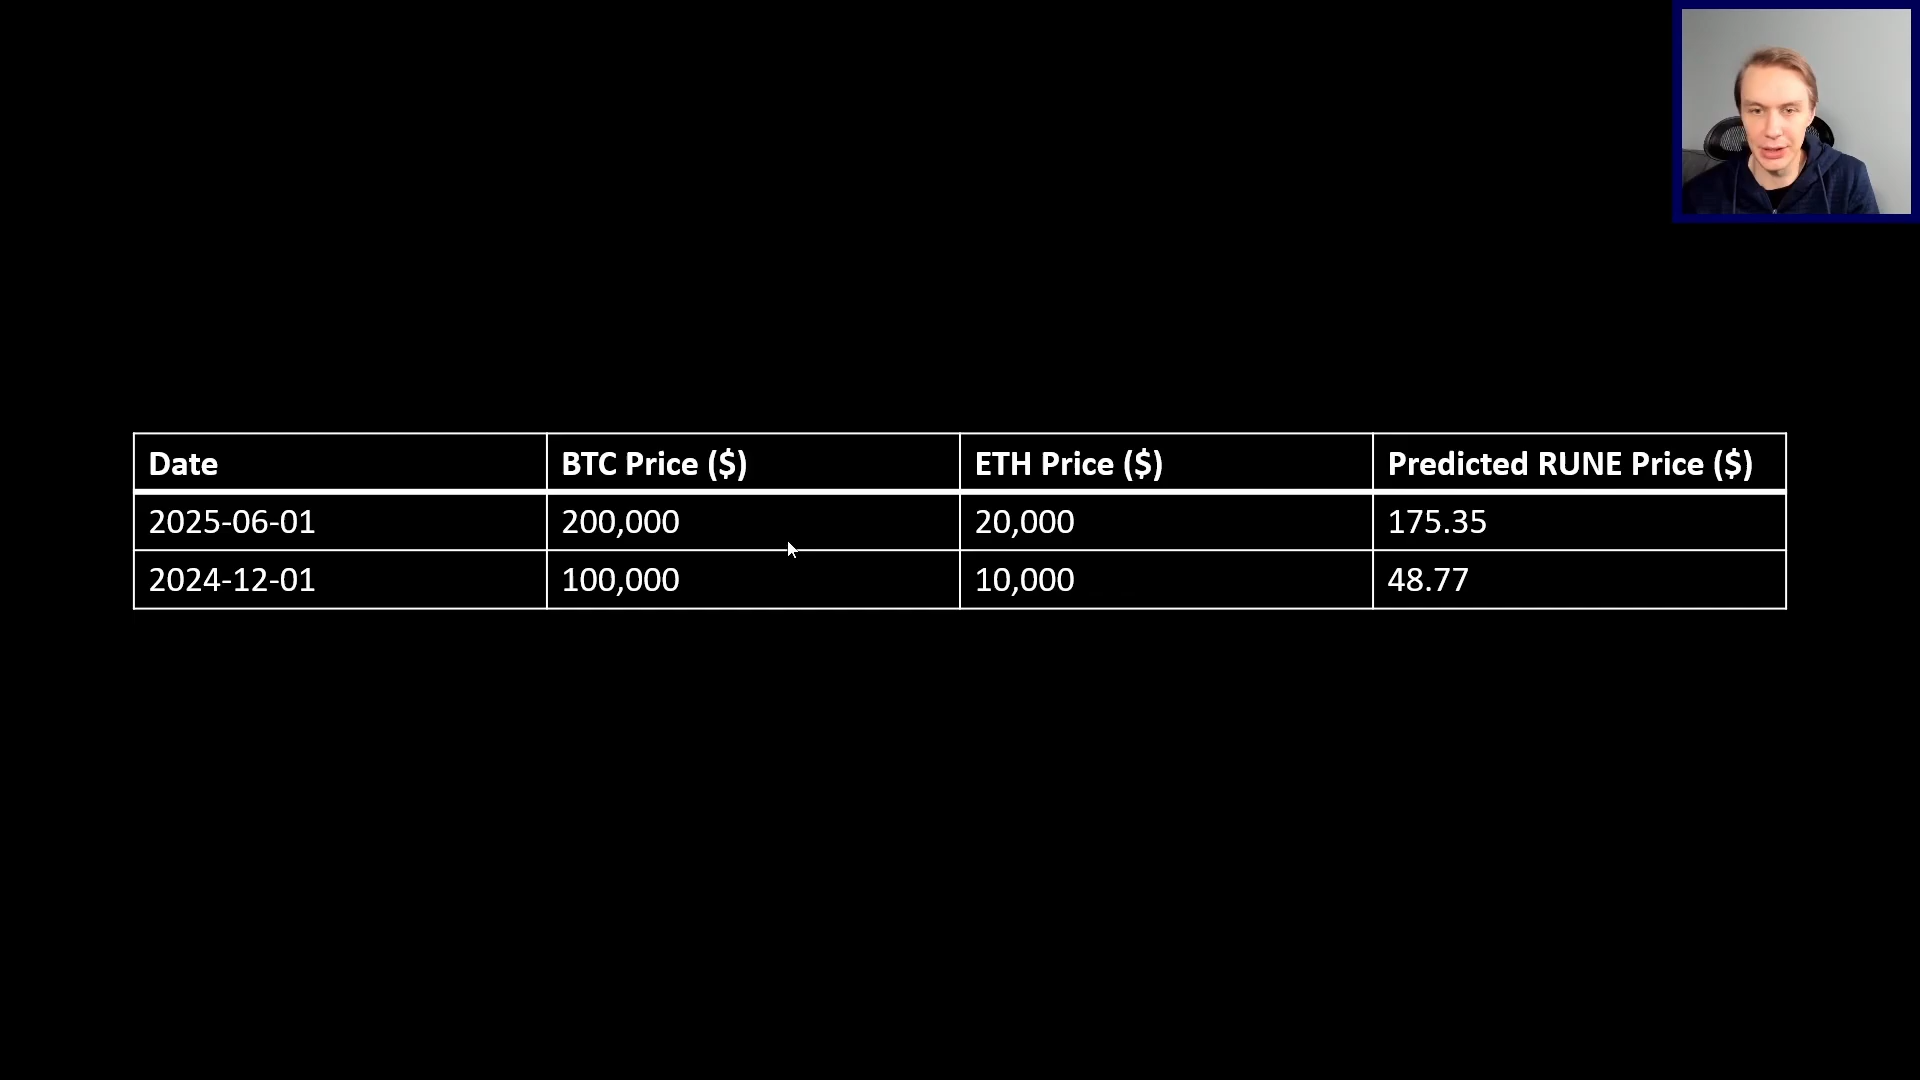 Date BTC Price ($) ETH Price ($) Predicted RUNE Price ($)
2025-06-01 200,000 20,000 175.35
2024-12-01 100,000 10,000 48.77